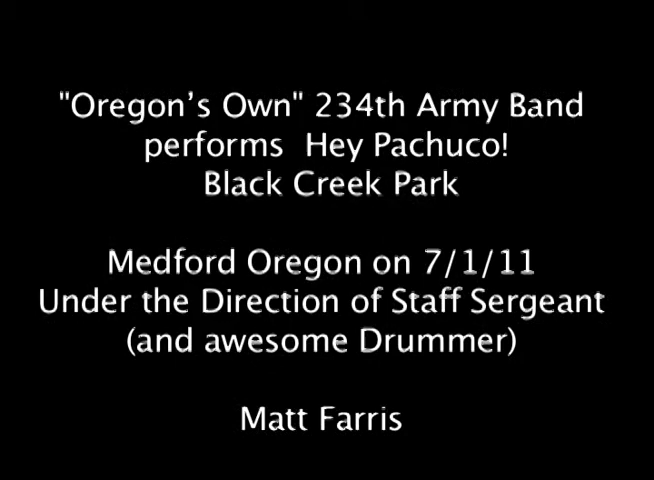 "Oregon’s Own" 234th Army Band
performs  Hey Pachuco!
Black Creek Park
Medford Oregon on 7/1/11
Under the Direction of Staff Sergeant
(and awesome Drummer)
Matt Farris